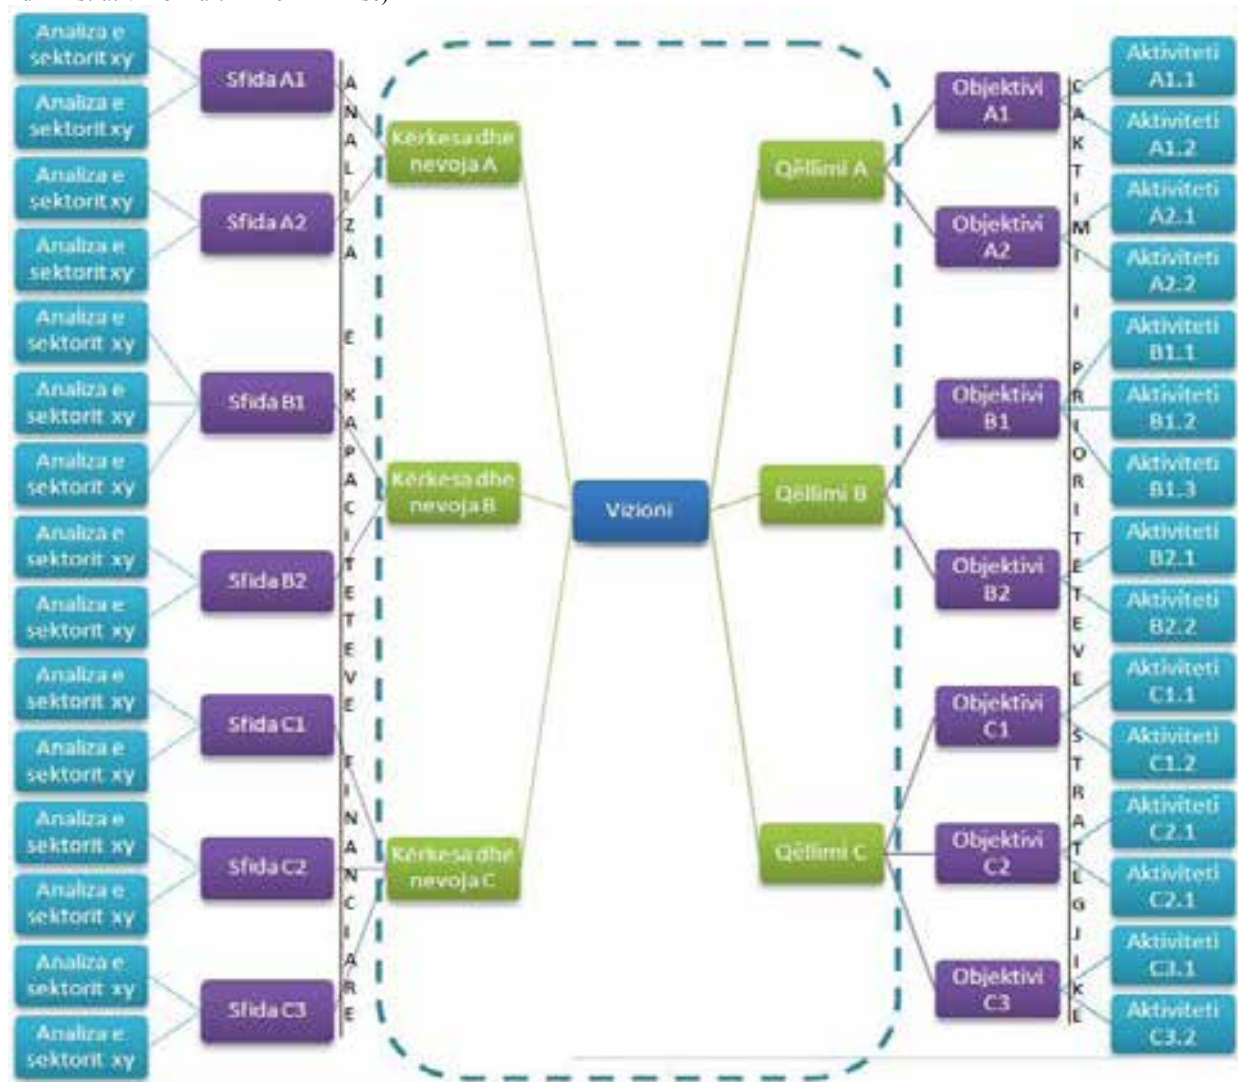 Analiza e
sektorit xy
Analiza e
sektorit xy
Analiza e
sektorit xy
Analiza e
sektorit xy
Analiza e
sektorit xy
Analiza e
sektorit xy
Analiza e
sektorit xy
Analiza e
sektorit xy
Analiza e
sektorit xy
Analiza e
sektorit xy
Analiza e
sektorit xy
Analiza e
sektorit xy
Analiza e
sektorit xy
Analiza e
sektorit xy
Analiza e
sektorit xy
Sfida A1
Sfida A2
Sfida B1
Sfida B2
Sfida C1
Sfida C2
Sfida C3
ANALIZA E KAPACITETEVE FINANCIARE
Kërkesa dhe
nevoja A
Kërkesa dhe
nevoja B
Kërkesa dhe
nevoja C
Vizioni
Qëllimi A
Qëllimi B
Qëllimi C
Objektivi
A1
Objektivi
A2
Objektivi
B1
Objektivi
B2
Objektivi
C1
Objektivi
C2
Objektivi
C3
CAKTIMI I PRIORITETEVE STRATEGJIKE
Aktiviteti
A1.1
Aktiviteti
A1.2
Aktiviteti
A2.1
Aktiviteti
A2.2
Aktiviteti
B1.1
Aktiviteti
B1.2
Aktiviteti
B1.3
Aktiviteti
B2.1
Aktiviteti
B2.2
Aktiviteti
C1.1
Aktiviteti
C1.2
Aktiviteti
C2.1
Aktiviteti
C2.1
Aktiviteti
C3.1
Aktiviteti
C3.2